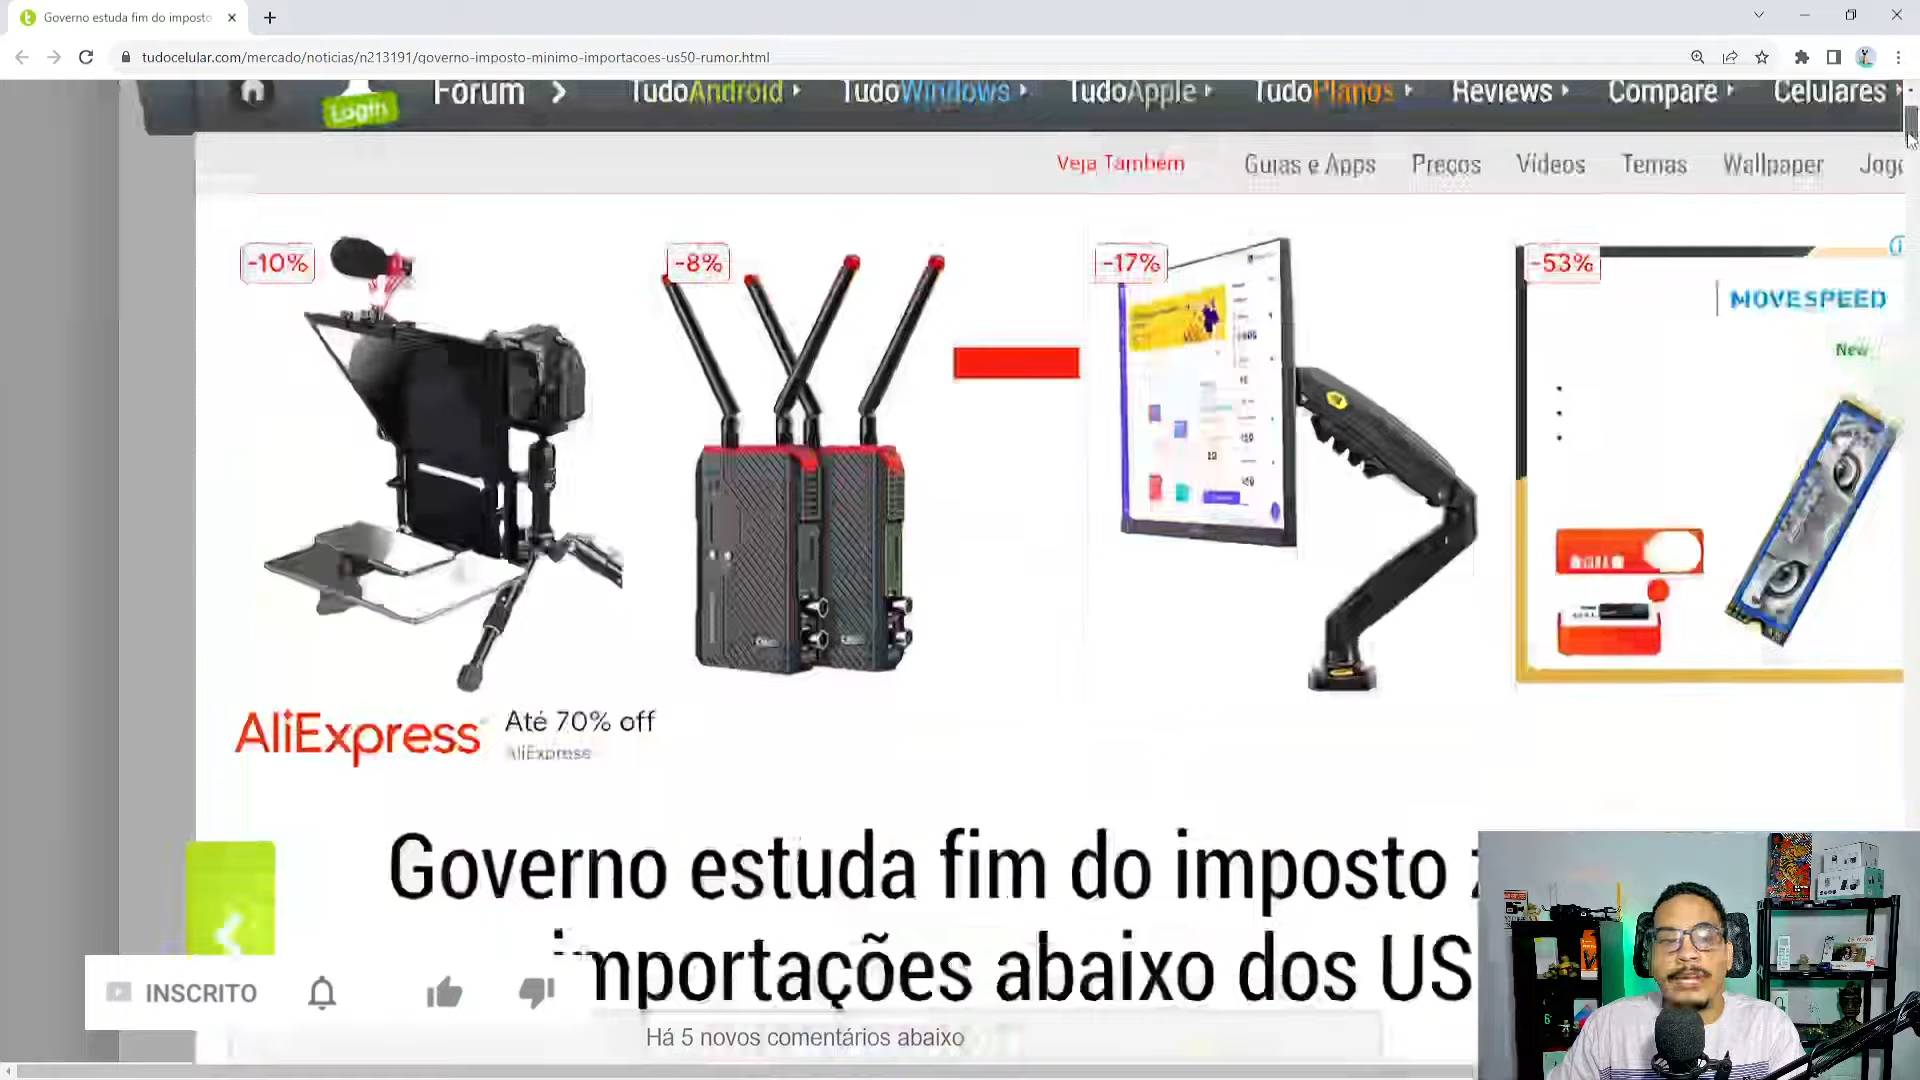 Governo estuda fim do imposto
tudocelular.com/mercado/noticias/n213191/governo-imposto-minimo-importacoes-us50-rumor.html
Login
Fórum
TudoAndroid
TudoWindows
TudoApple
TudoPlanos
Reviews
Compare
Celulares
Veja Também
Guias e Apps
Preços
Vídeos
Temas
Wallpaper
-10%
-8%
-17%
-53%
MOVESPEED
New
AliExpress
Até 70% off
AliExpress
Governo estuda fim do imposto
importações abaixo dos US
INSCRITO
Há 5 novos comentários abaixo